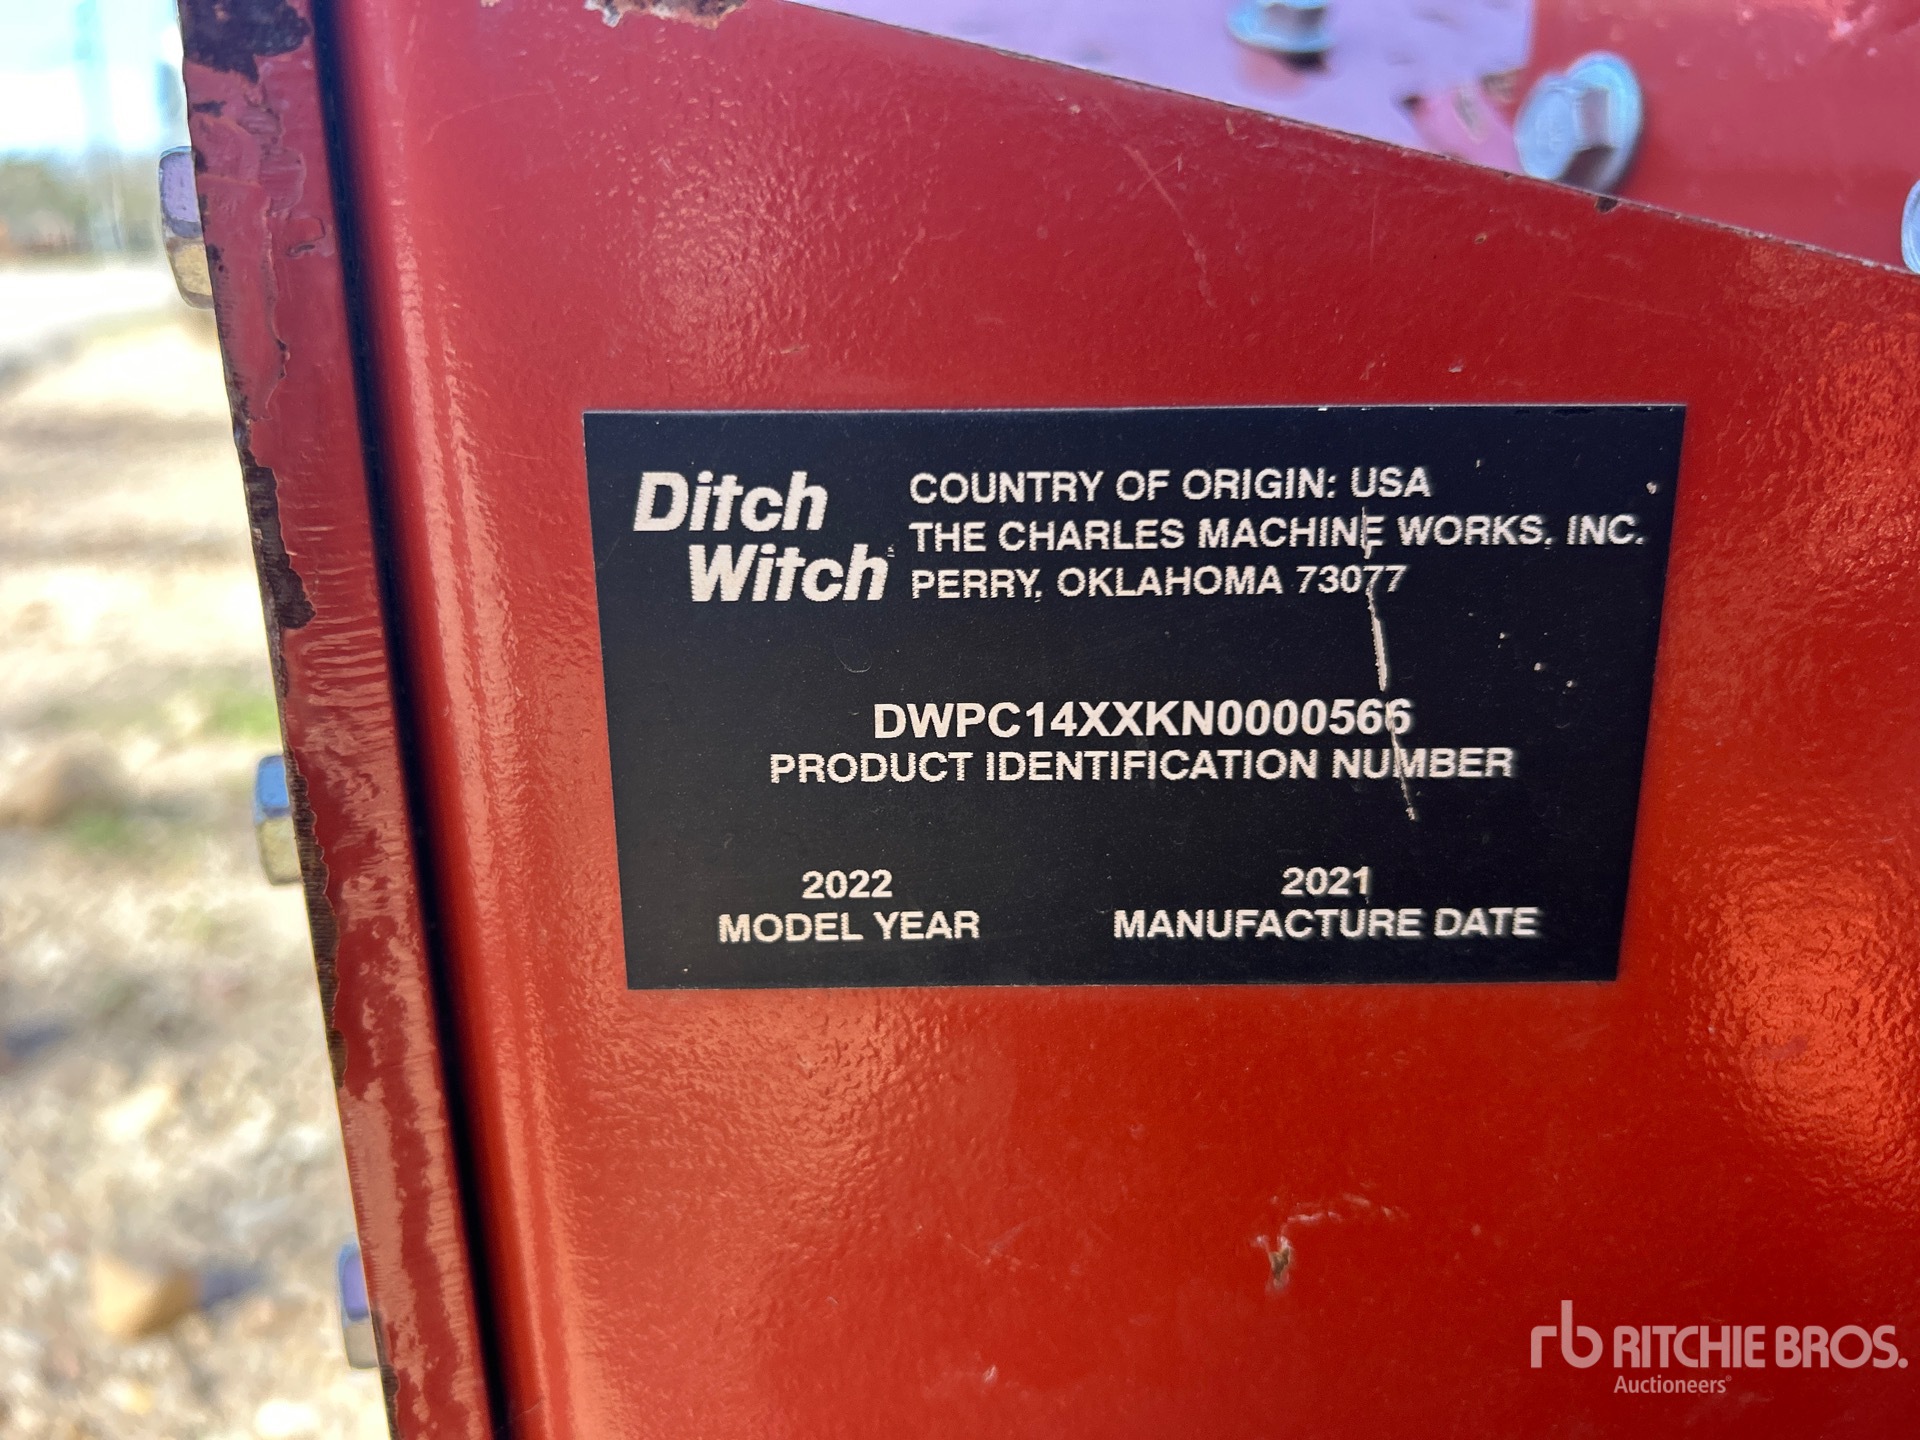 Ditch Witch
COUNTRY OF ORIGIN: USA
THE CHARLES MACHINE WORKS, INC.
PERRY, OKLAHOMA 73077
DWPC14XXKN0000566
PRODUCT IDENTIFICATION NUMBER
2022
MODEL YEAR
2021
MANUFACTURE DATE
rb RITCHIE BROS.
Auctioneers